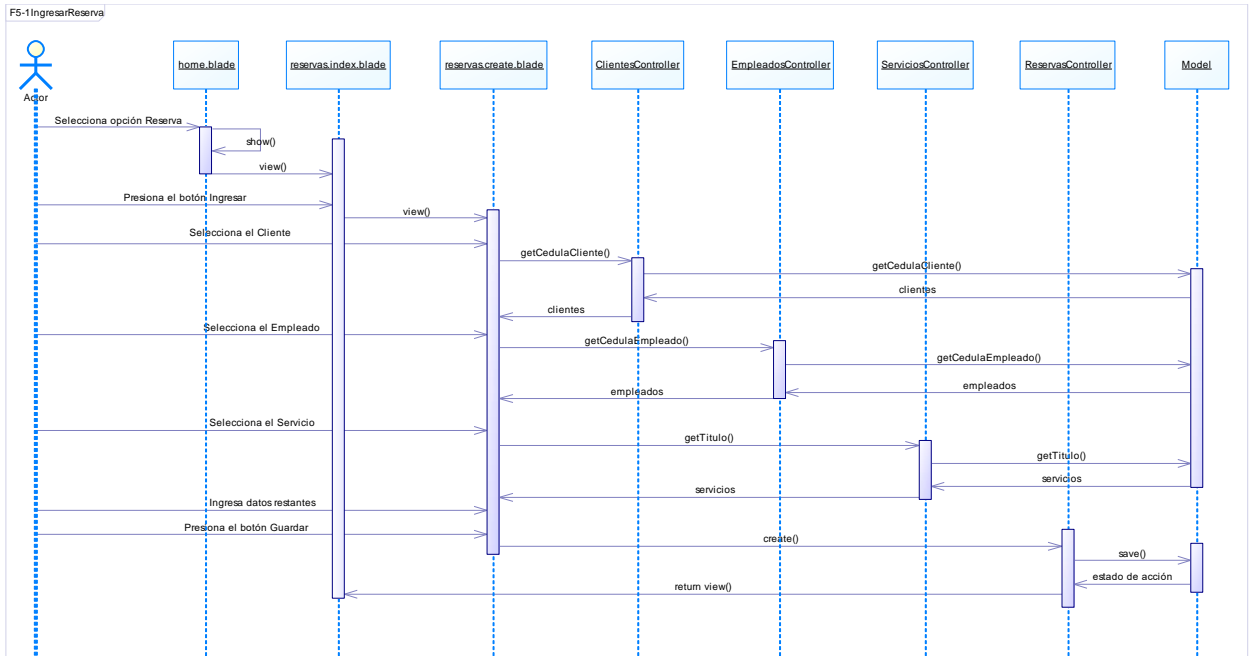 F5-1IngresarReserva
home.blade
reservas.index.blade
reservas.create.blade
ClientesController
EmpleadosController
ServiciosController
ReservasController
Model
Actor
Selecciona opción Reserva
show()
view()
Presiona el botón Ingresar
view()
Selecciona el Cliente
getCedulaCliente()
getCedulaCliente()
clientes
clientes
Selecciona el Empleado
getCedulaEmpleado()
getCedulaEmpleado()
empleados
empleados
Selecciona el Servicio
getTitulo()
getTitulo()
servicios
servicios
Ingresa datos restantes
Presiona el botón Guardar
create()
save()
estado de acción
return view()